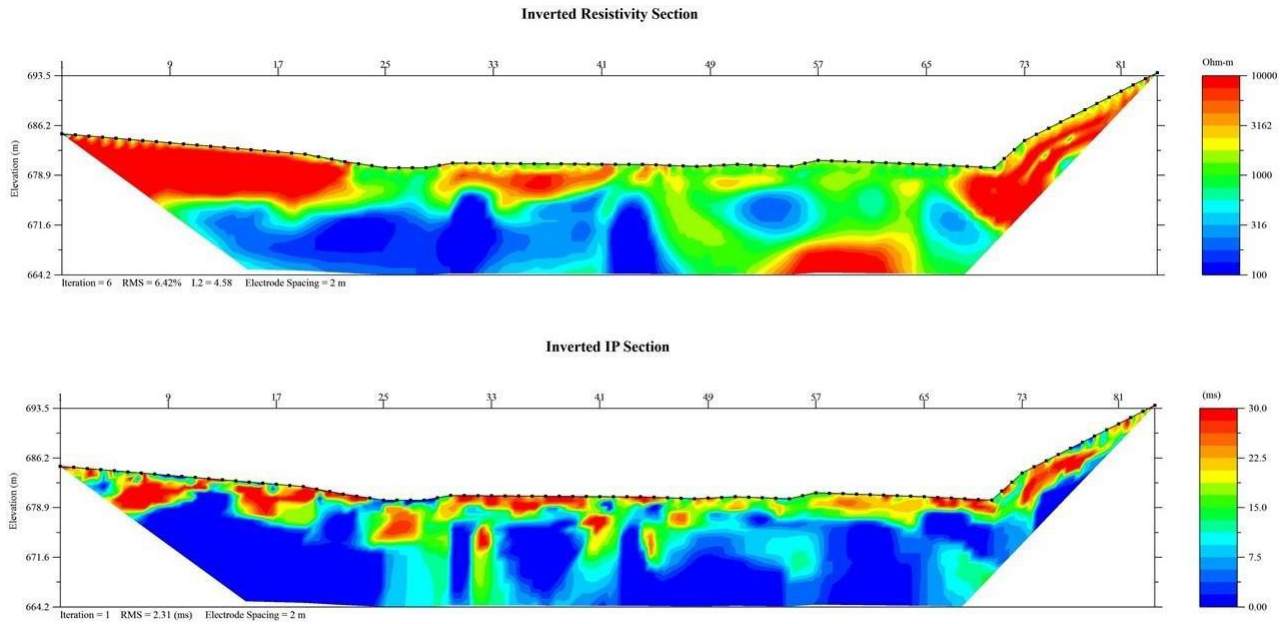 Inverted Resistivity Section
1 9 17 25 33 41 49 57 65 73 81
Ohm-m
693.5
686.2
678.9
671.6
664.2
Elevation (m)
10000
3162
1000
316
100
Iteration = 6 RMS = 6.42% L2 = 4.58 Electrode Spacing = 2 m
Inverted IP Section
1 9 17 25 33 41 49 57 65 73 81
(ms)
693.5
686.2
678.9
671.6
664.2
Elevation (m)
30.0
22.5
15.0
7.5
0.00
Iteration = 1 RMS = 2.31 (ms) Electrode Spacing = 2 m